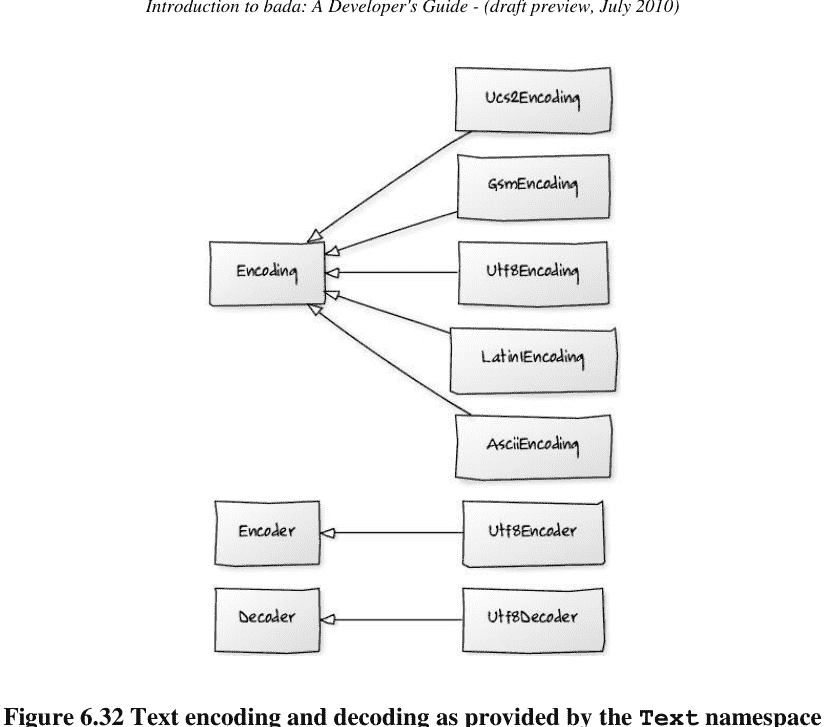 Introduction to bada: A Developer's Guide - (draft preview, July 2010)
Ucs2Encoding
GsmEncoding
Encoding
Utf8Encoding
Latin1Encoding
AsciiEncoding
Encoder
Utf8Encoder
Decoder
Utf8Decoder
Figure 6.32 Text encoding and decoding as provided by the Text namespace